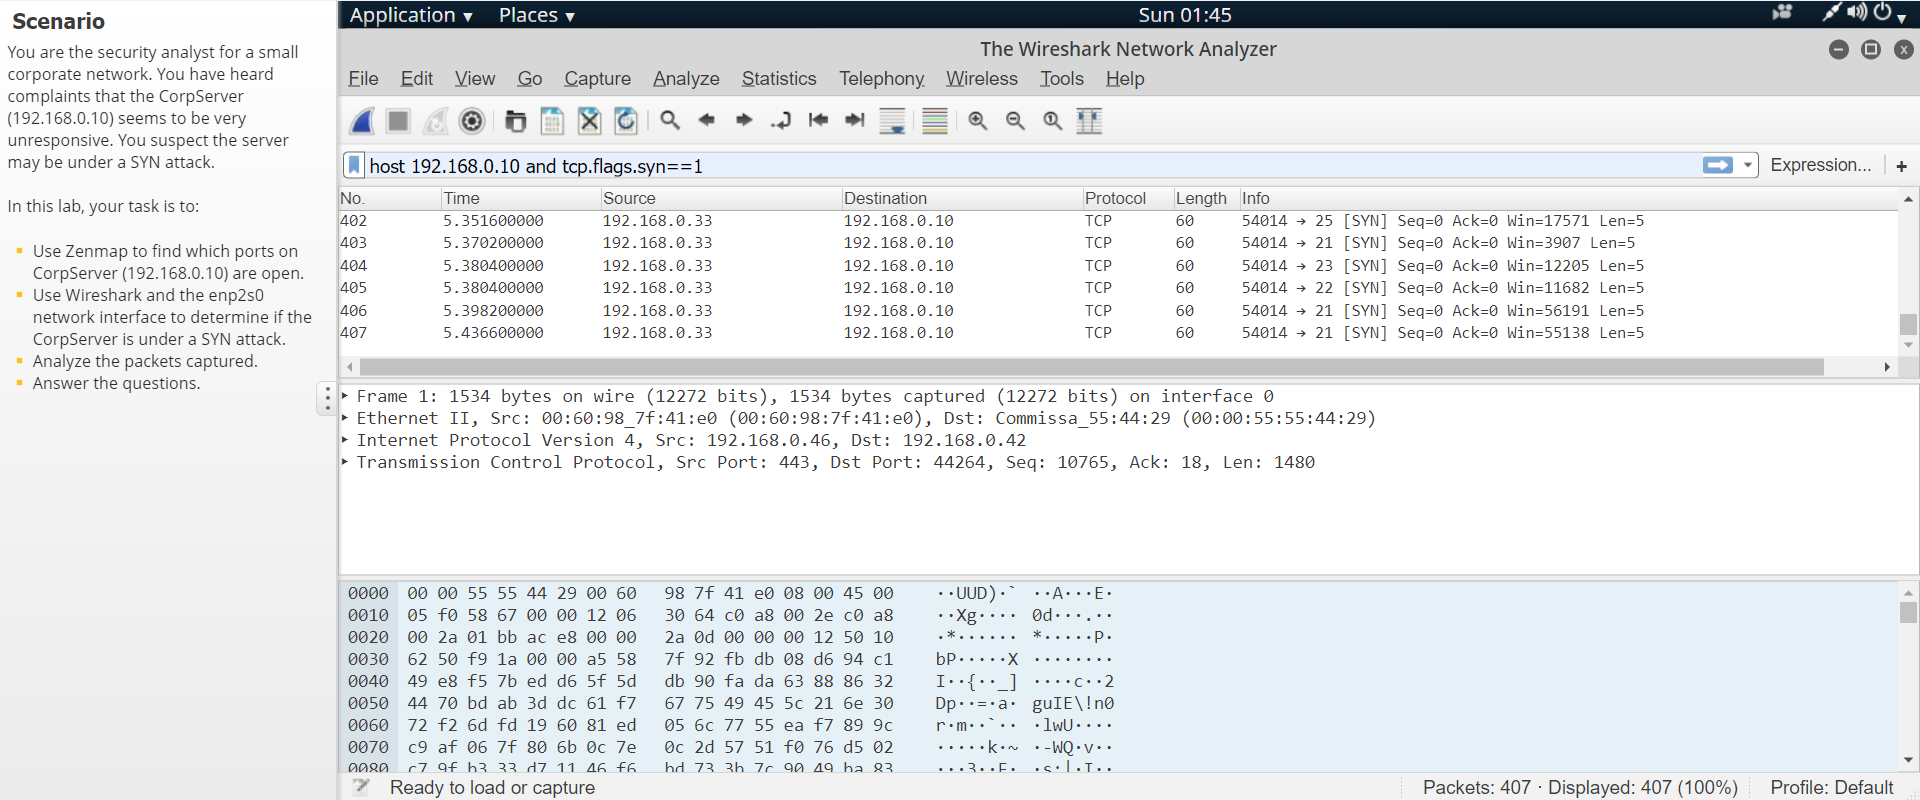 Scenario
You are the security analyst for a small
corporate network. You have heard
complaints that the CorpServer
(192.168.0.10) seems to be very
unresponsive. You suspect the server
may be under a SYN attack.
In this lab, your task is to:
Use Zenmap to find which ports on
CorpServer (192.168.0.10) are open.
Use Wireshark and the enp2s0
network interface to determine if the
CorpServer is under a SYN attack.
Analyze the packets captured.
Answer the questions.
Application ▾ Places ▾ Sun 01:45
The Wireshark Network Analyzer
File Edit View Go Capture Analyze Statistics Telephony Wireless Tools Help
host 192.168.0.10 and tcp.flags.syn==1 Expression... +
No. Time Source Destination Protocol Length Info
402 5.351600000 192.168.0.33 192.168.0.10 TCP 60 54014 → 25 [SYN] Seq=0 Ack=0 Win=17571 Len=5
403 5.370200000 192.168.0.33 192.168.0.10 TCP 60 54014 → 21 [SYN] Seq=0 Ack=0 Win=3907 Len=5
404 5.380400000 192.168.0.33 192.168.0.10 TCP 60 54014 → 23 [SYN] Seq=0 Ack=0 Win=12205 Len=5
405 5.380400000 192.168.0.33 192.168.0.10 TCP 60 54014 → 22 [SYN] Seq=0 Ack=0 Win=11682 Len=5
406 5.398200000 192.168.0.33 192.168.0.10 TCP 60 54014 → 21 [SYN] Seq=0 Ack=0 Win=56191 Len=5
407 5.436600000 192.168.0.33 192.168.0.10 TCP 60 54014 → 21 [SYN] Seq=0 Ack=0 Win=55138 Len=5
Frame 1: 1534 bytes on wire (12272 bits), 1534 bytes captured (12272 bits) on interface 0
Ethernet II, Src: 00:60:98_7f:41:e0 (00:60:98:7f:41:e0), Dst: Commissa_55:44:29 (00:00:55:55:44:29)
Internet Protocol Version 4, Src: 192.168.0.46, Dst: 192.168.0.42
Transmission Control Protocol, Src Port: 443, Dst Port: 44264, Seq: 10765, Ack: 18, Len: 1480
0000 00 00 55 55 44 29 00 60 98 7f 41 e0 08 00 45 00 ··UUD)·` ··A···E·
0010 05 f0 58 67 00 00 12 06 30 64 c0 a8 00 2e c0 a8 ··Xg···· 0d···.··
0020 00 2a 01 bb ac e8 00 00 2a 0d 00 00 00 12 50 10 ·*······ *·····P·
0030 62 50 f9 1a 00 00 a5 58 7f 92 fb db 08 d6 94 c1 bP·····X ········
0040 49 e8 f5 7b ed d6 5f 5d db 90 fa da 63 88 86 32 I··{··_] ····c··2
0050 44 70 bd ab 3d dc 61 f7 67 75 49 45 5c 21 6e 30 Dp··=·a· guIE\!n0
0060 72 f2 6d fd 19 60 81 ed 05 6c 77 55 ea f7 89 9c r·m··`·· ·lwU····
0070 c9 af 06 7f 80 6b 0c 7e 0c 2d 57 51 f0 76 d5 02 ·····k·~ ·-WQ·v··
0080 c7 9f b3 33 d7 11 46 f6 bd 73 3b 7c 90 49 ba 83 ···3··F· ·s;|·I··
Ready to load or capture Packets: 407 · Displayed: 407 (100%) Profile: Default